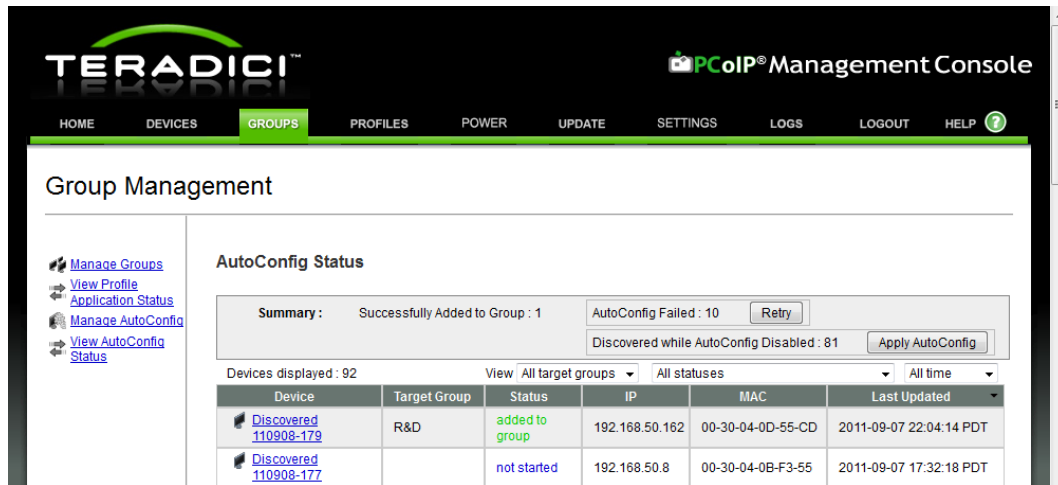 TERADICI™
PCoIP® Management Console
HOME DEVICES GROUPS PROFILES POWER UPDATE SETTINGS LOGS LOGOUT HELP ?
Group Management
Manage Groups
View Profile
Application Status
Manage AutoConfig
View AutoConfig
Status
AutoConfig Status
Summary : Successfully Added to Group : 1 AutoConfig Failed : 10 Retry
Discovered while AutoConfig Disabled : 81 Apply AutoConfig
Devices displayed : 92 View All target groups All statuses All time
Device Target Group Status IP MAC Last Updated
Discovered
110908-179 R&D added to
group 192.168.50.162 00-30-04-0D-55-CD 2011-09-07 22:04:14 PDT
Discovered
110908-177 not started 192.168.50.8 00-30-04-0B-F3-55 2011-09-07 17:32:18 PDT